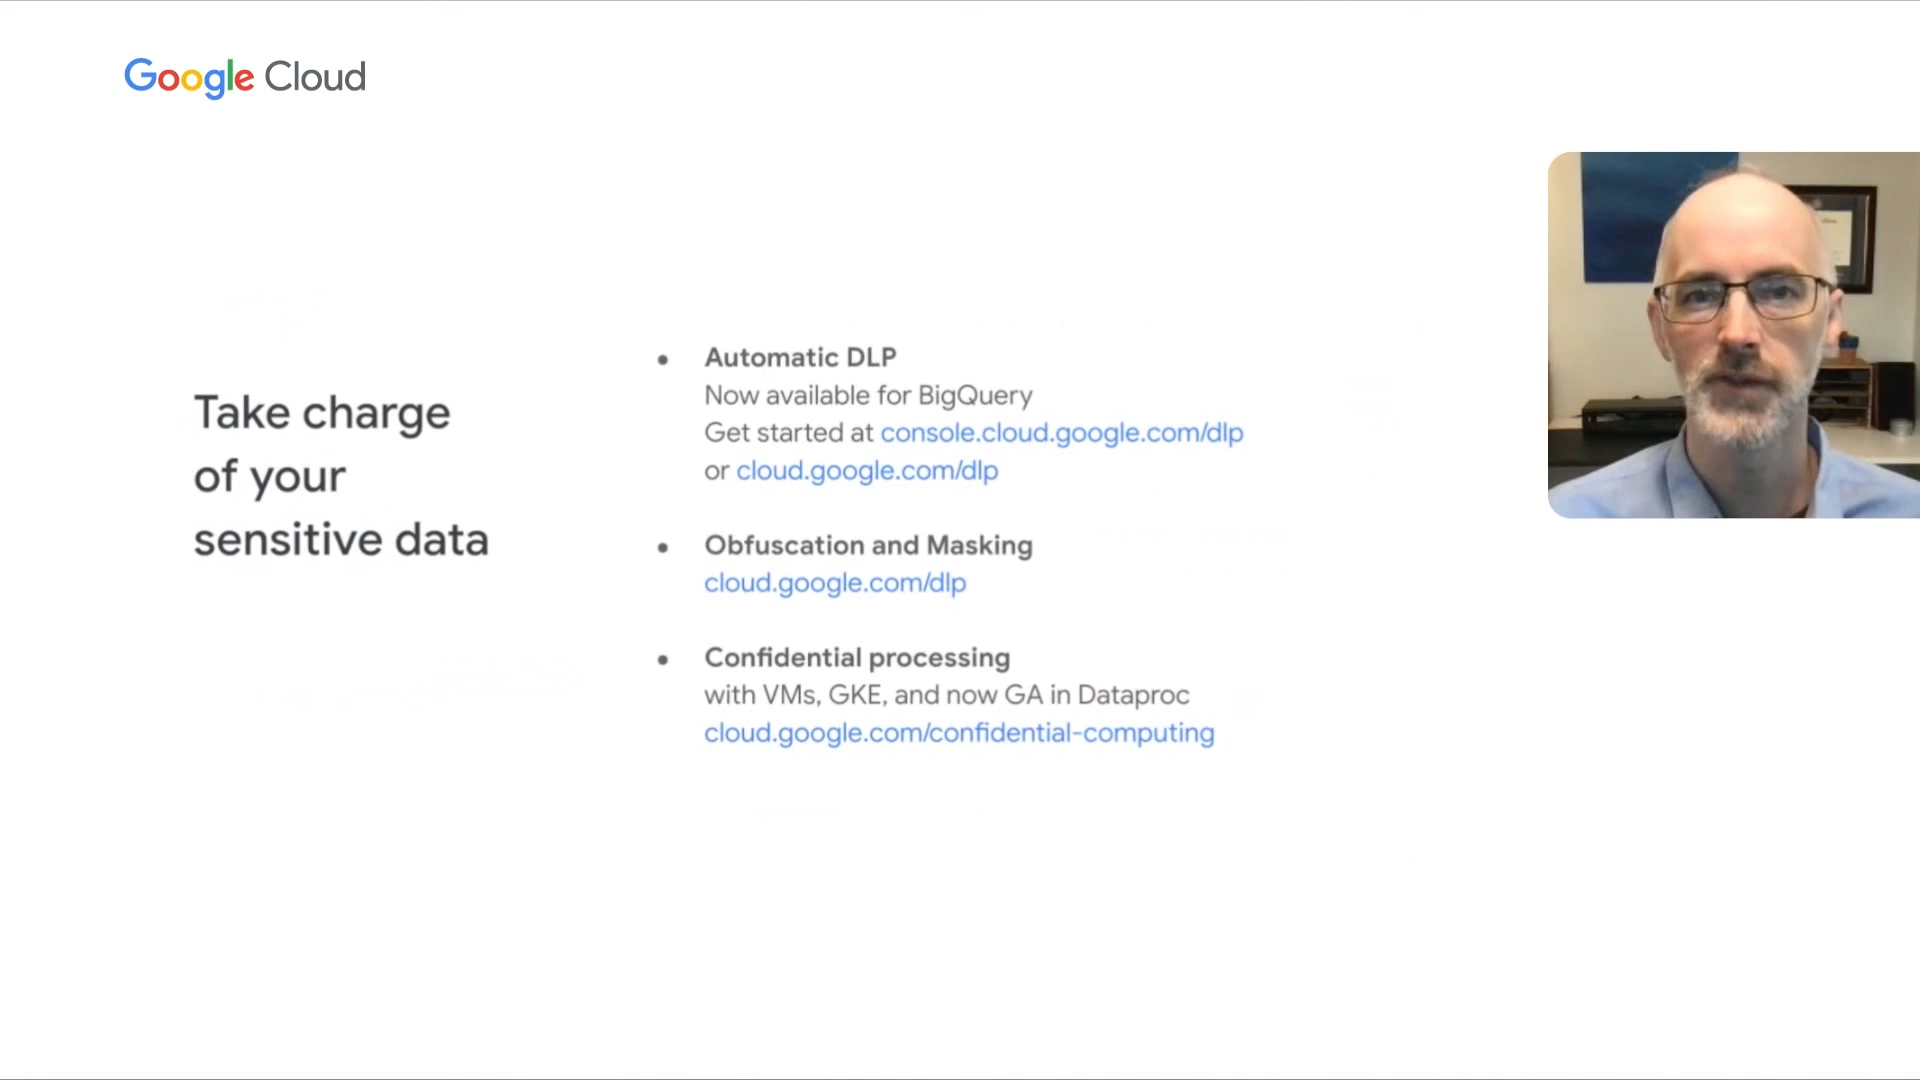 Google Cloud
Take charge
of your
sensitive data
• Automatic DLP
Now available for BigQuery
Get started at console.cloud.google.com/dlp
or cloud.google.com/dlp
• Obfuscation and Masking
cloud.google.com/dlp
• Confidential processing
with VMs, GKE, and now GA in Dataproc
cloud.google.com/confidential-computing